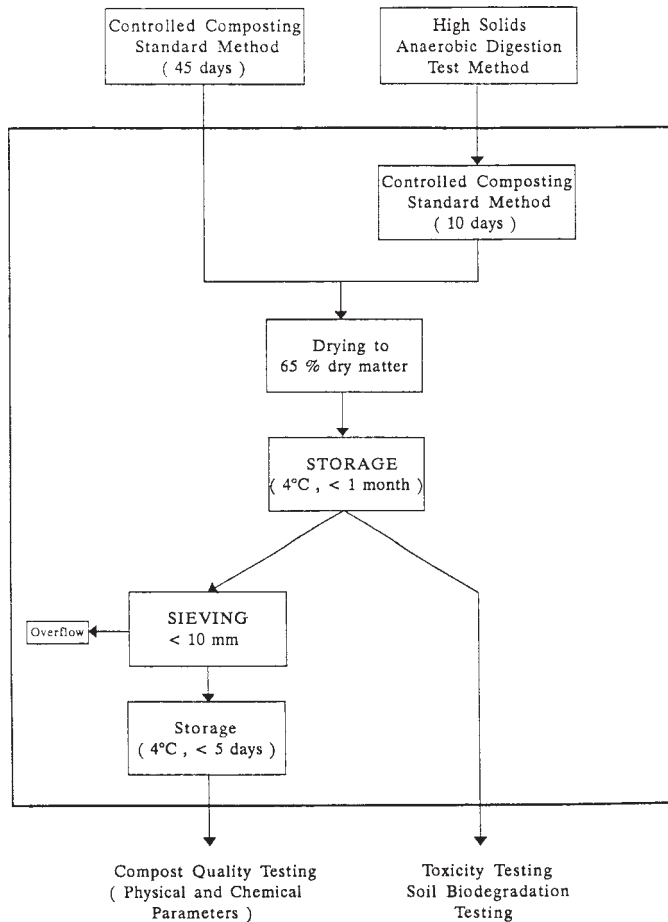 Controlled Composting
Standard Method
( 45 days )
High Solids
Anaerobic Digestion
Test Method
Controlled Composting
Standard Method
( 10 days )
Drying to
65 % dry matter
STORAGE
( 4°C , < 1 month )
SIEVING
< 10 mm
Overflow
Storage
( 4°C , < 5 days )
Compost Quality Testing
( Physical and Chemical
Parameters )
Toxicity Testing
Soil Biodegradation
Testing